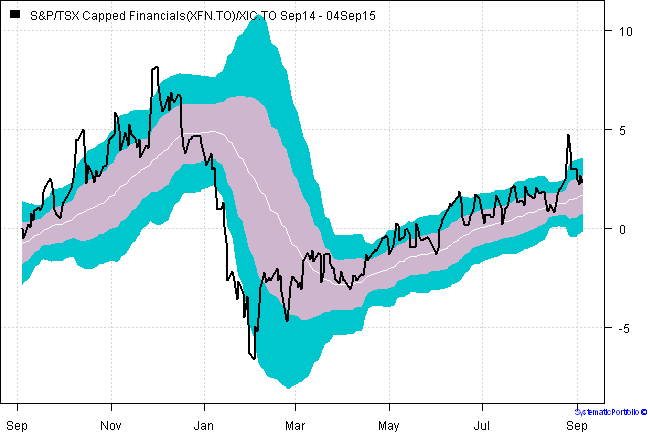 S&P/TSX Capped Financials(XFN.TO)/XIC.TO Sep14 - 04Sep15
10
5
0
-5
SystematicPortfolio ©
Sep Nov Jan Mar May Jul Sep